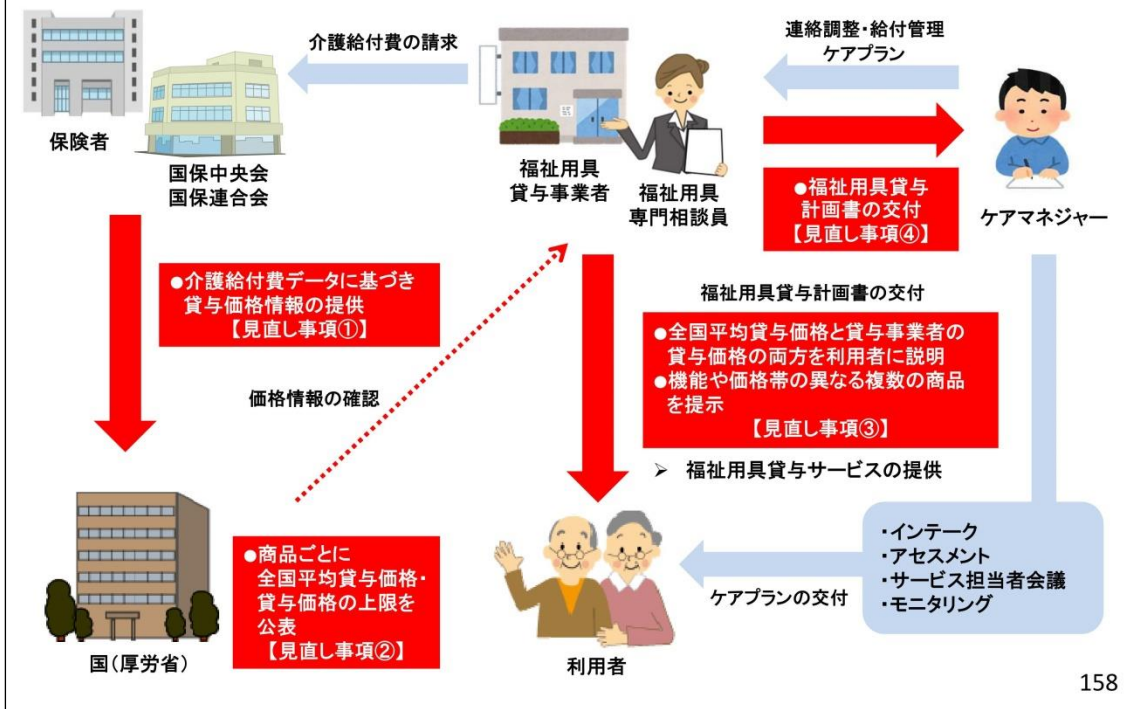 介護給付費の請求
連絡調整・給付管理
ケアプラン
保険者
国保中央会
国保連合会
福祉用具
貸与事業者
福祉用具
専門相談員
●福祉用具貸与
計画書の交付
【見直し事項④】
ケアマネジャー
●介護給付費データに基づき
貸与価格情報の提供
【見直し事項①】
福祉用具貸与計画書の交付
●全国平均貸与価格と貸与事業者の
貸与価格の両方を利用者に説明
●機能や価格帯の異なる複数の商品
を提示
【見直し事項③】
価格情報の確認
➢ 福祉用具貸与サービスの提供
●商品ごとに
全国平均貸与価格・
貸与価格の上限を
公表
【見直し事項②】
・インテーク
・アセスメント
・サービス担当者会議
・モニタリング
ケアプランの交付
国(厚労省)
利用者
158